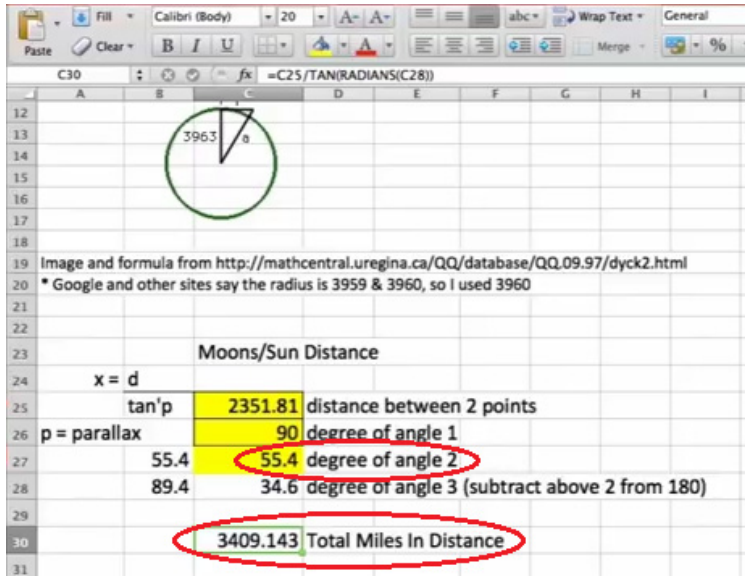 Fill Calibri (Body) 20 A▴ A▾ abc Wrap Text General
Paste Clear B I U A Merge %
C30 fx =C25/TAN(RADIANS(C28))
A B C D E F G H I
12
13 3963 a
14
15
16
17
18
19 Image and formula from http://mathcentral.uregina.ca/QQ/database/QQ.09.97/dyck2.html
20 * Google and other sites say the radius is 3959 & 3960, so I used 3960
21
22
23 Moons/Sun Distance
24 x = d
25 tan'p 2351.81 distance between 2 points
26 p = parallax 90 degree of angle 1
27 55.4 55.4 degree of angle 2
28 89.4 34.6 degree of angle 3 (subtract above 2 from 180)
29
30 3409.143 Total Miles In Distance
31